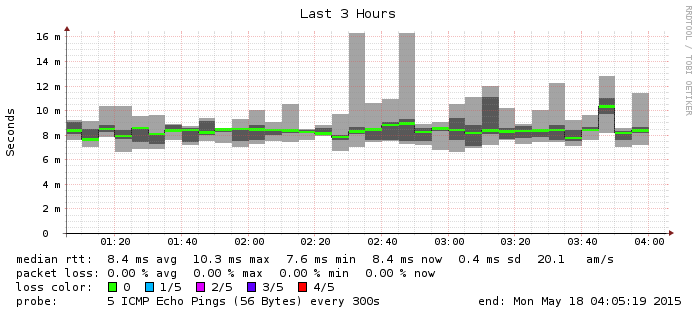 Last 3 Hours
RRDTOOL / TOBI OETIKER
Seconds
16 m
14 m
12 m
10 m
8 m
6 m
4 m
2 m
0
01:20 01:40 02:00 02:20 02:40 03:00 03:20 03:40 04:00
median rtt: 8.4 ms avg 10.3 ms max 7.6 ms min 8.4 ms now 0.4 ms sd 20.1 am/s
packet loss: 0.00 % avg 0.00 % max 0.00 % min 0.00 % now
loss color: 0 1/5 2/5 3/5 4/5
probe: 5 ICMP Echo Pings (56 Bytes) every 300s end: Mon May 18 04:05:19 2015